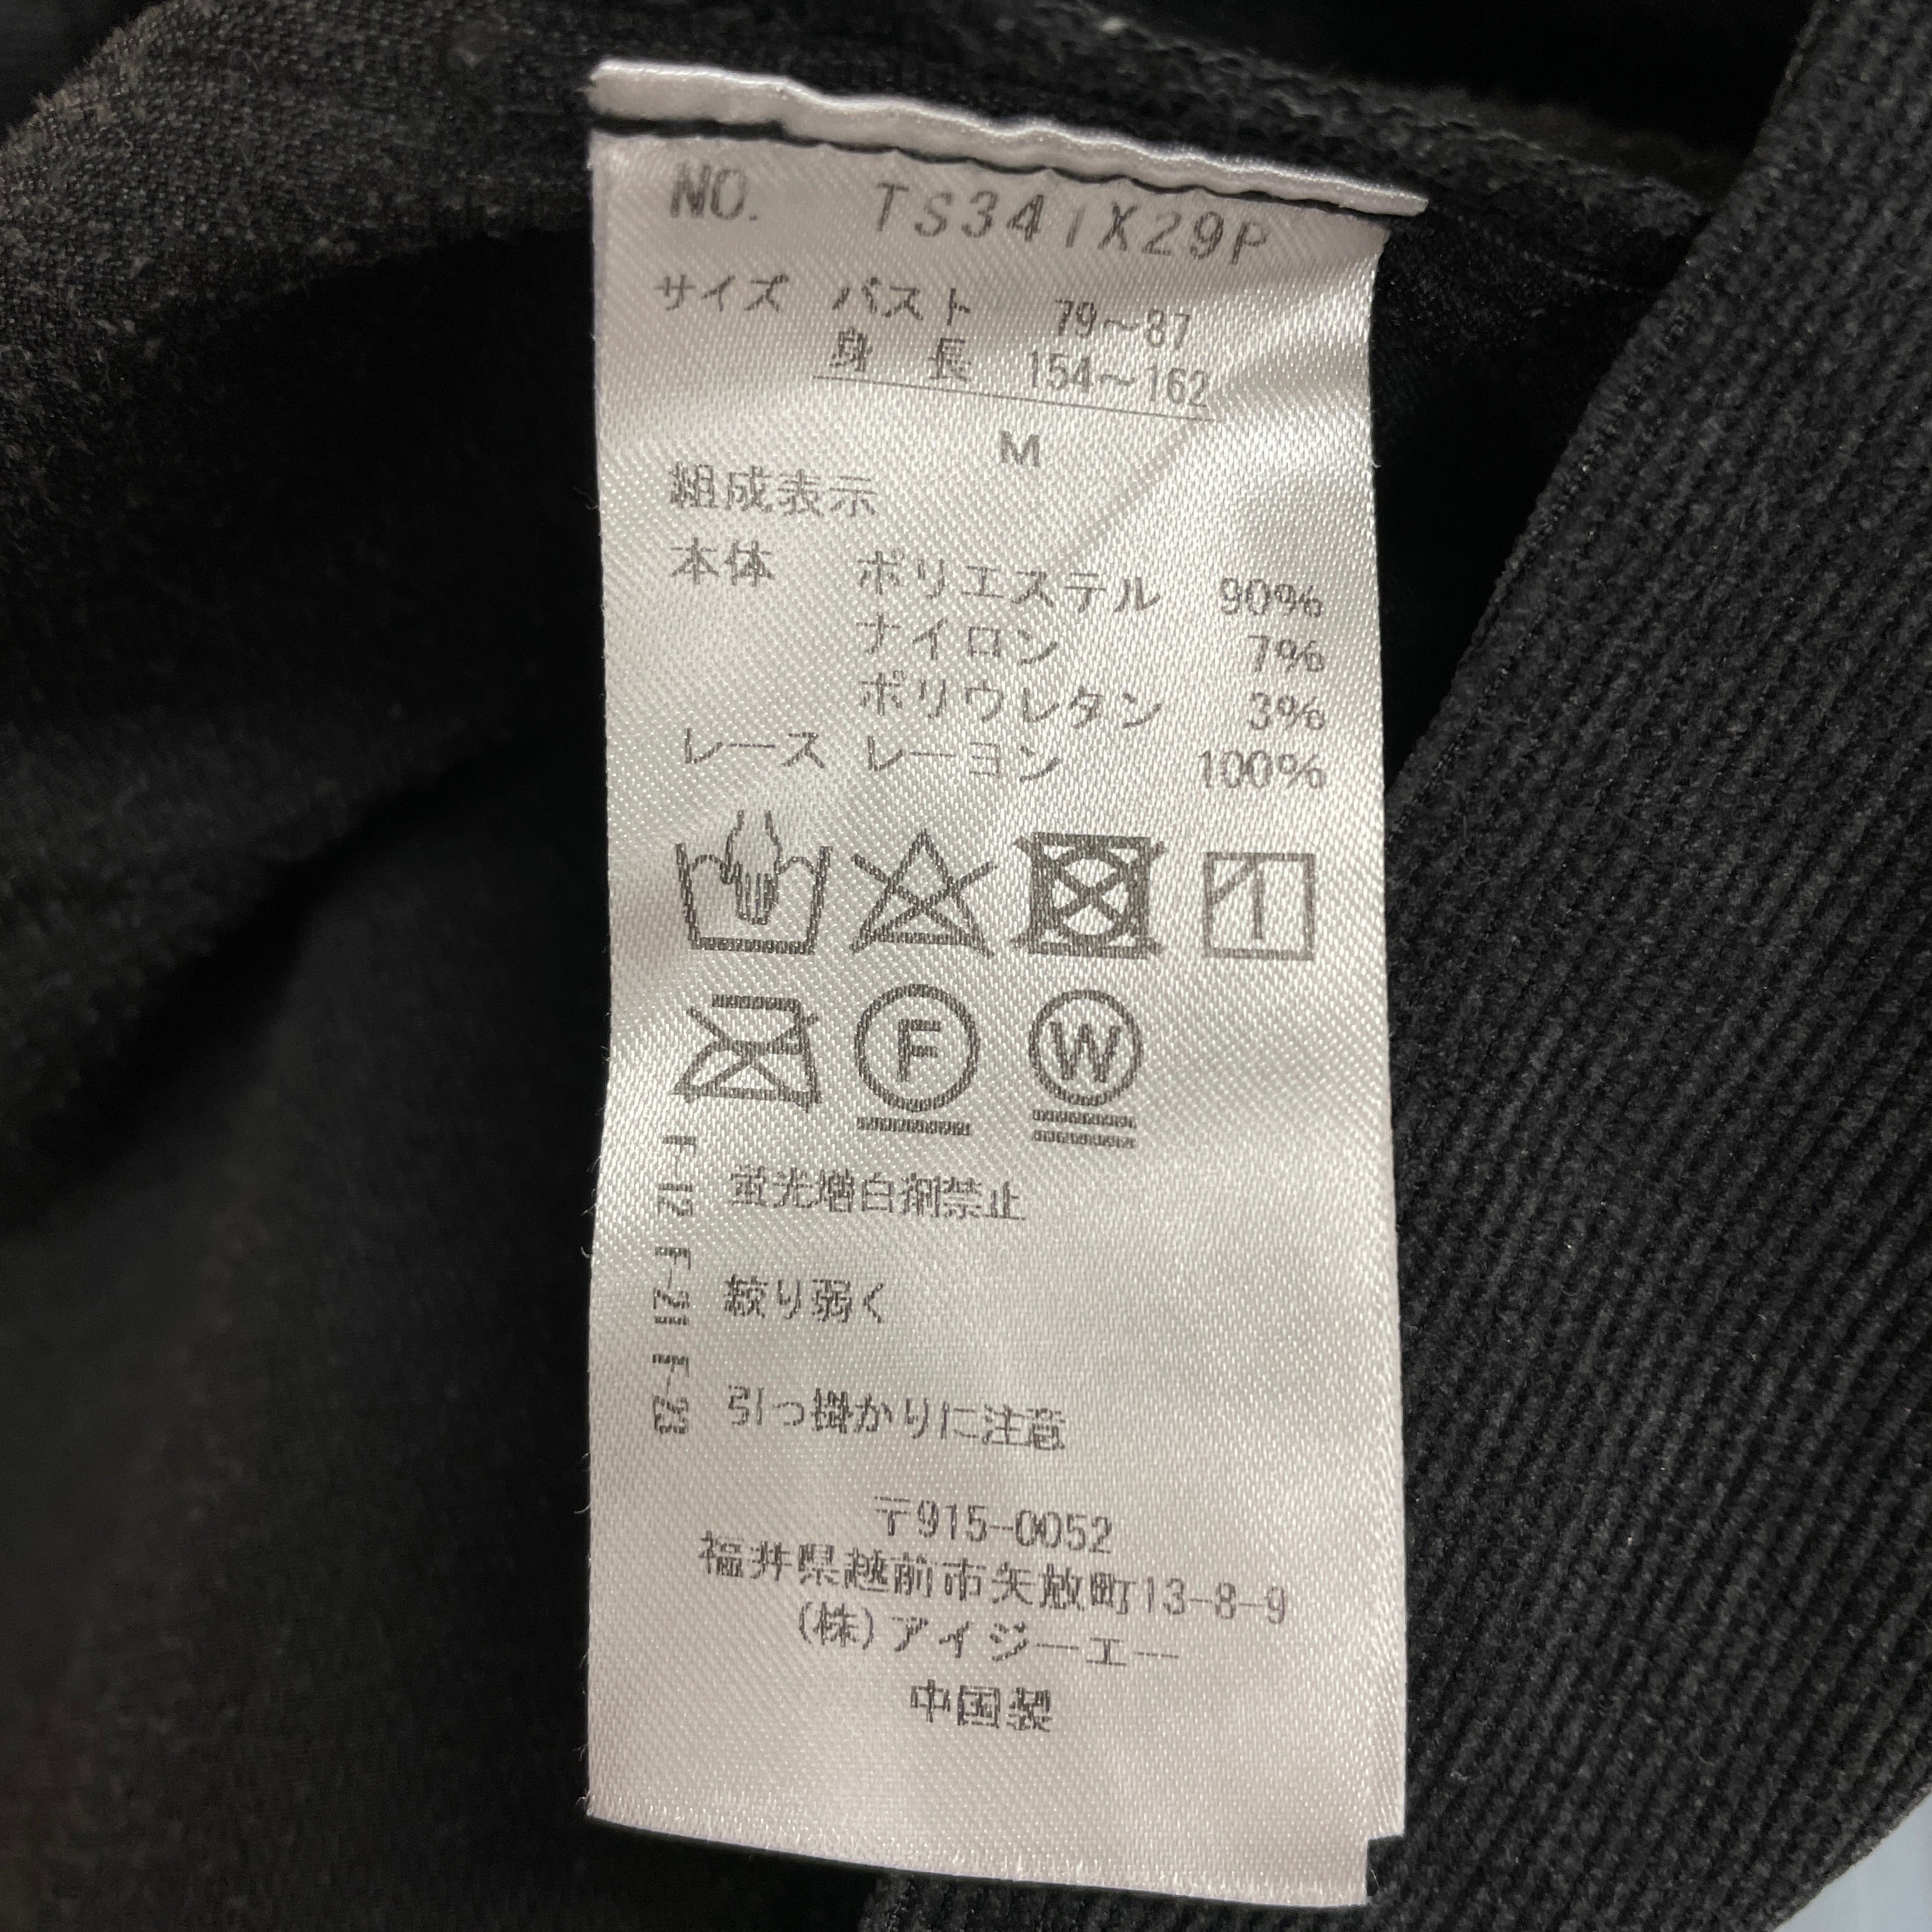 NO. TS341X29P
サイズ バスト 79〜87
身長 154〜162
M
組成表示
本体 ポリエステル 90%
ナイロン 7%
ポリウレタン 3%
レース レーヨン 100%
F W
F-12 蛍光増白剤禁止
F-21 絞り弱く
F-23 引っ掛かりに注意
〒915-0052
福井県越前市矢放町13-8-9
(株)アイジーエー
中国製